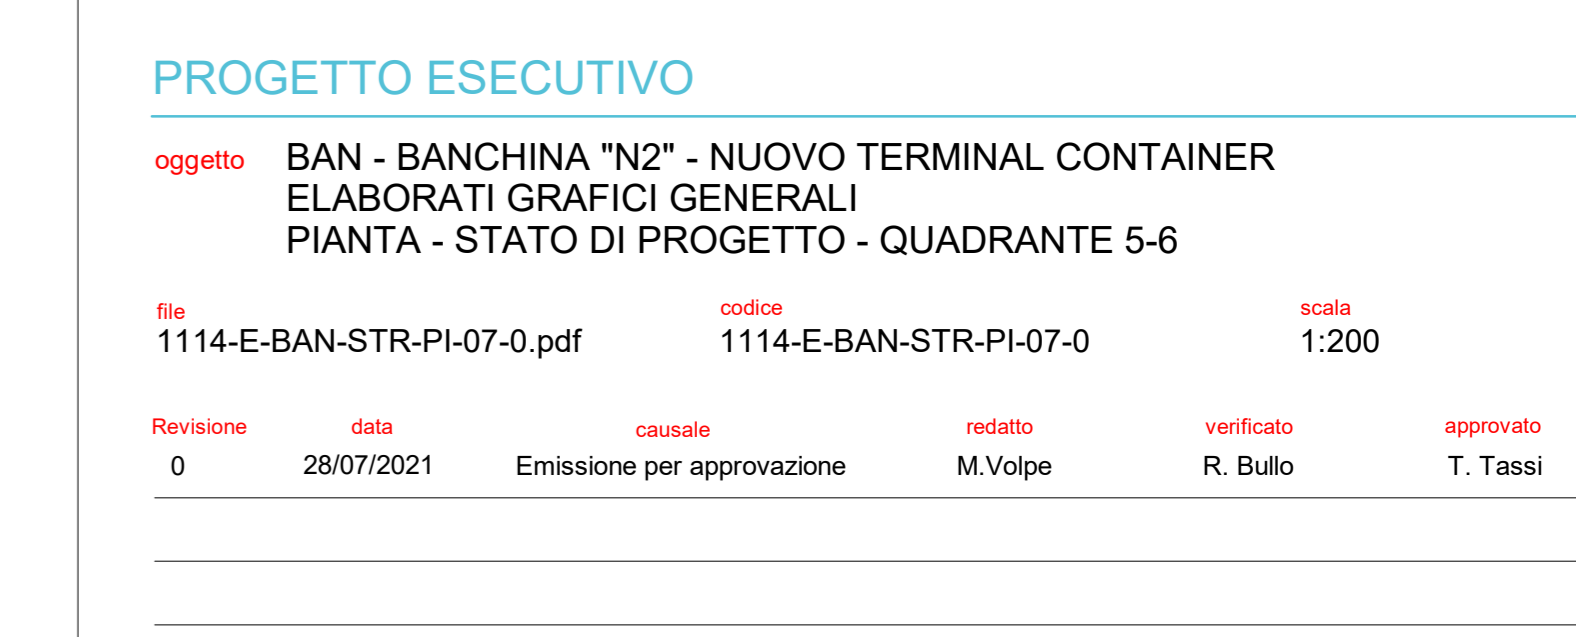 PROGETTO ESECUTIVO
oggetto BAN - BANCHINA "N2" - NUOVO TERMINAL CONTAINER
ELABORATI GRAFICI GENERALI
PIANTA - STATO DI PROGETTO - QUADRANTE 5-6
file codice scala
1114-E-BAN-STR-PI-07-0.pdf 1114-E-BAN-STR-PI-07-0 1:200
Revisione data causale redatto verificato approvato
0 28/07/2021 Emissione per approvazione M.Volpe R. Bullo T. Tassi